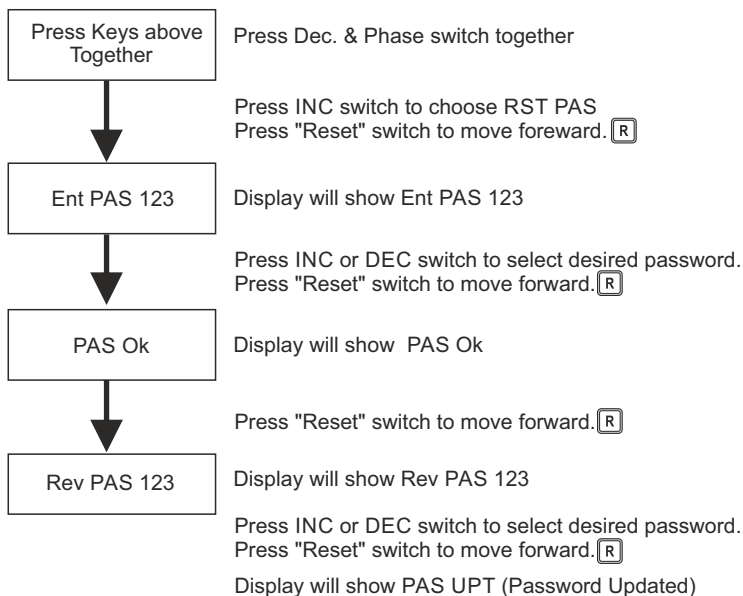 Press Keys above
Together
Press Dec. & Phase switch together
Press INC switch to choose RST PAS
Press "Reset" switch to move foreward. R
Ent PAS 123
Display will show Ent PAS 123
Press INC or DEC switch to select desired password.
Press "Reset" switch to move forward. R
PAS Ok
Display will show PAS Ok
Press "Reset" switch to move forward. R
Rev PAS 123
Display will show Rev PAS 123
Press INC or DEC switch to select desired password.
Press "Reset" switch to move forward. R
Display will show PAS UPT (Password Updated)